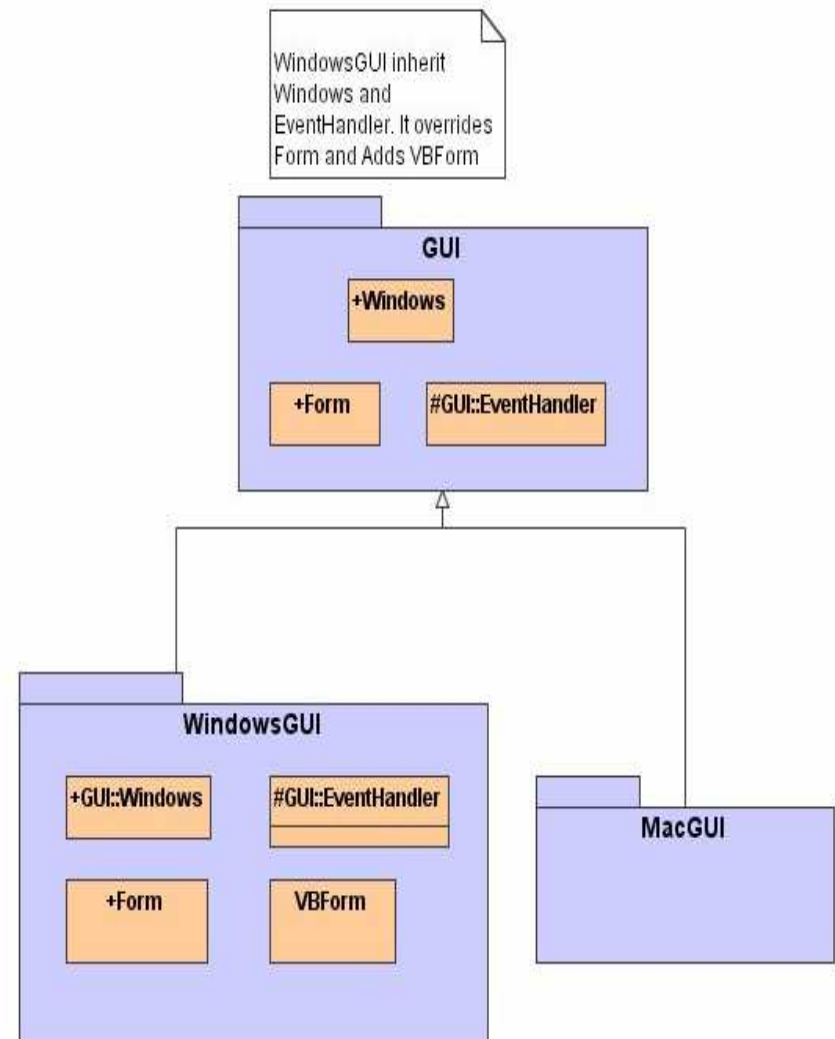 WindowsGUI inherit
Windows and
EventHandler. It overrides
Form and Adds VBForm
GUI
+Windows
+Form
#GUI::EventHandler
WindowsGUI
+GUI::Windows
#GUI::EventHandler
+Form
VBForm
MacGUI